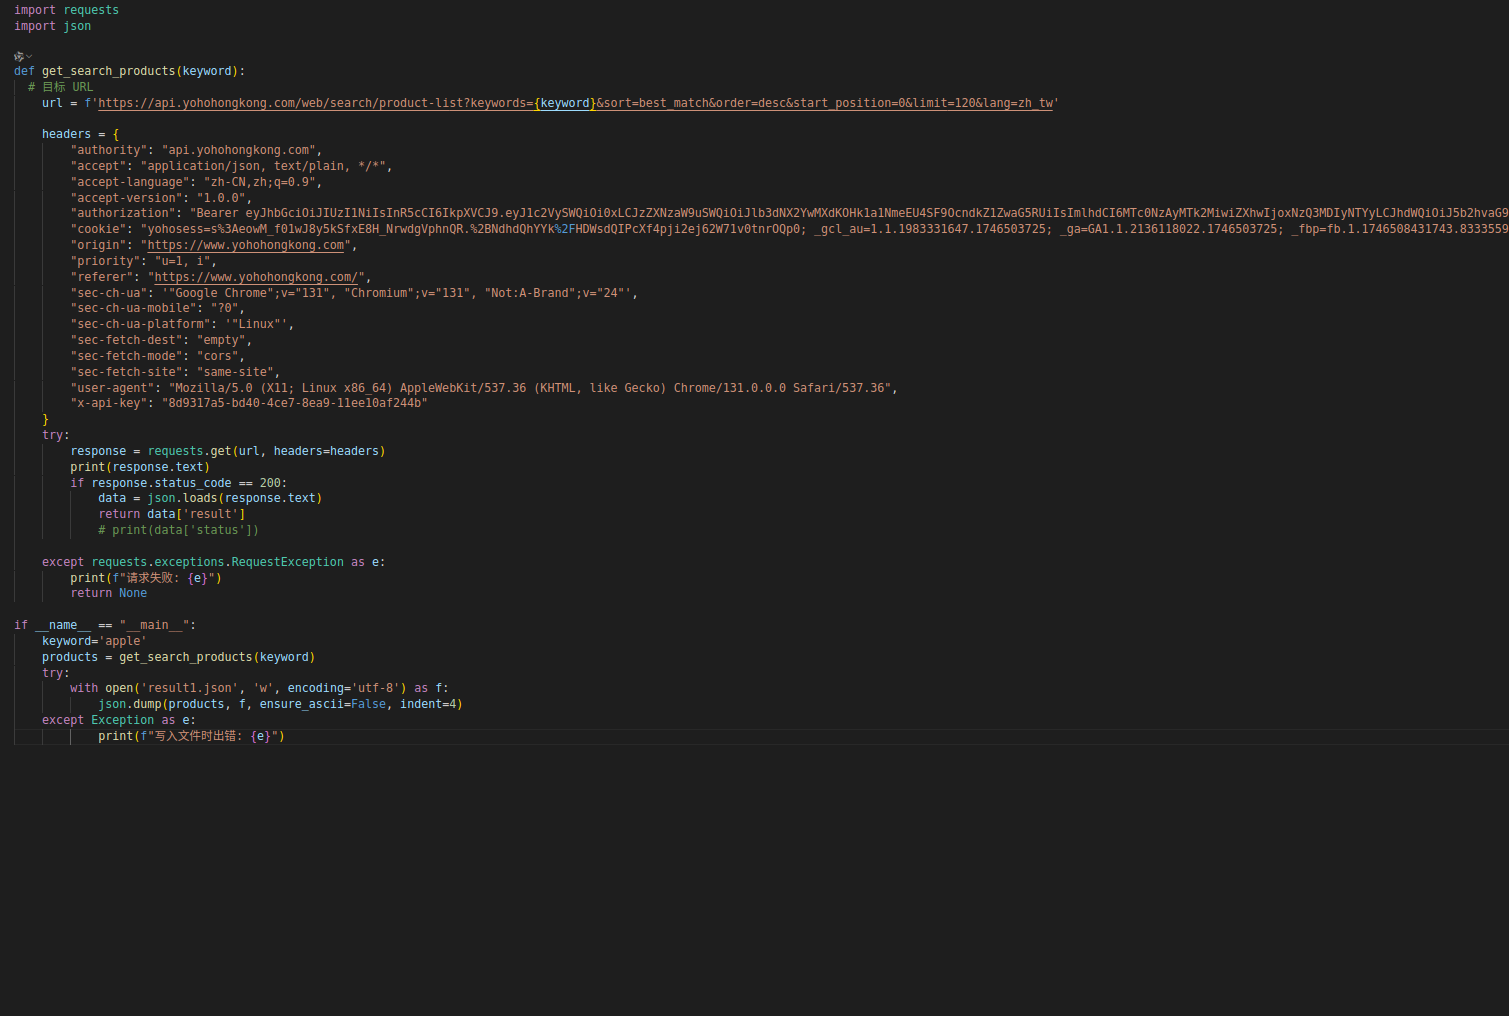 import requests
import json
def get_search_products(keyword):
# 目标 URL
url = f'https://api.yohohongkong.com/web/search/product-list?keywords={keyword}&sort=best_match&order=desc&start_position=0&limit=120&lang=zh_tw'
headers = {
"authority": "api.yohohongkong.com",
"accept": "application/json, text/plain, */*",
"accept-language": "zh-CN,zh;q=0.9",
"accept-version": "1.0.0",
"authorization": "Bearer
"cookie": "yohosess=s%3AeowM_f01wJ8y5kSfxE8H_NrwdgVphnQR.%2BNdhdQhYYk%2FHDWsdQIPcXf4pji2ej62W71v0tnrOQp0; _gcl_au=1.1.1983331647.1746503725; _ga=GA1.1.2136118022.1746503725; _fbp=fb.1.1746508431743.8333559
"origin": "https://www.yohohongkong.com",
"priority": "u=1, i",
"referer": "https://www.yohohongkong.com/",
"sec-ch-ua": '"Google Chrome";v="131", "Chromium";v="131", "Not:A-Brand";v="24"',
"sec-ch-ua-mobile": "?0",
"sec-ch-ua-platform": '"Linux"',
"sec-fetch-dest": "empty",
"sec-fetch-mode": "cors",
"sec-fetch-site": "same-site",
"user-agent": "Mozilla/5.0 (X11; Linux x86_64) AppleWebKit/537.36 (KHTML, like Gecko) Chrome/131.0.0.0 Safari/537.36",
"x-api-key": "8d9317a5-bd40-4ce7-8ea9-11ee10af244b"
}
try:
response = requests.get(url, headers=headers)
print(response.text)
if response.status_code == 200:
data = json.loads(response.text)
return data['result']
# print(data['status'])
except requests.exceptions.RequestException as e:
print(f"请求失败: {e}")
return None
if __name__ == "__main__":
keyword='apple'
products = get_search_products(keyword)
try:
with open('result1.json', 'w', encoding='utf-8') as f:
json.dump(products, f, ensure_ascii=False, indent=4)
except Exception as e:
print(f"写入文件时出错: {e}")